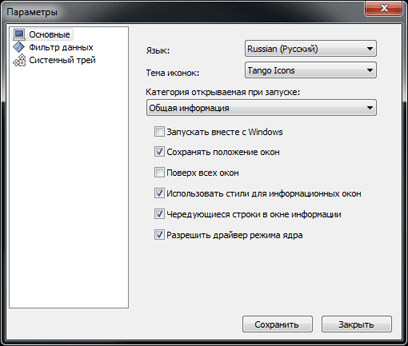 Параметры
Основные
Фильтр данных
Системный трей
Язык: Russian (Русский)
Тема иконок: Tango Icons
Категория открываемая при запуске:
Общая информация
Запускать вместе с Windows
Сохранять положение окон
Поверх всех окон
Использовать стили для информационных окон
Чередующиеся строки в окне информации
Разрешить драйвер режима ядра
Сохранить Закрыть